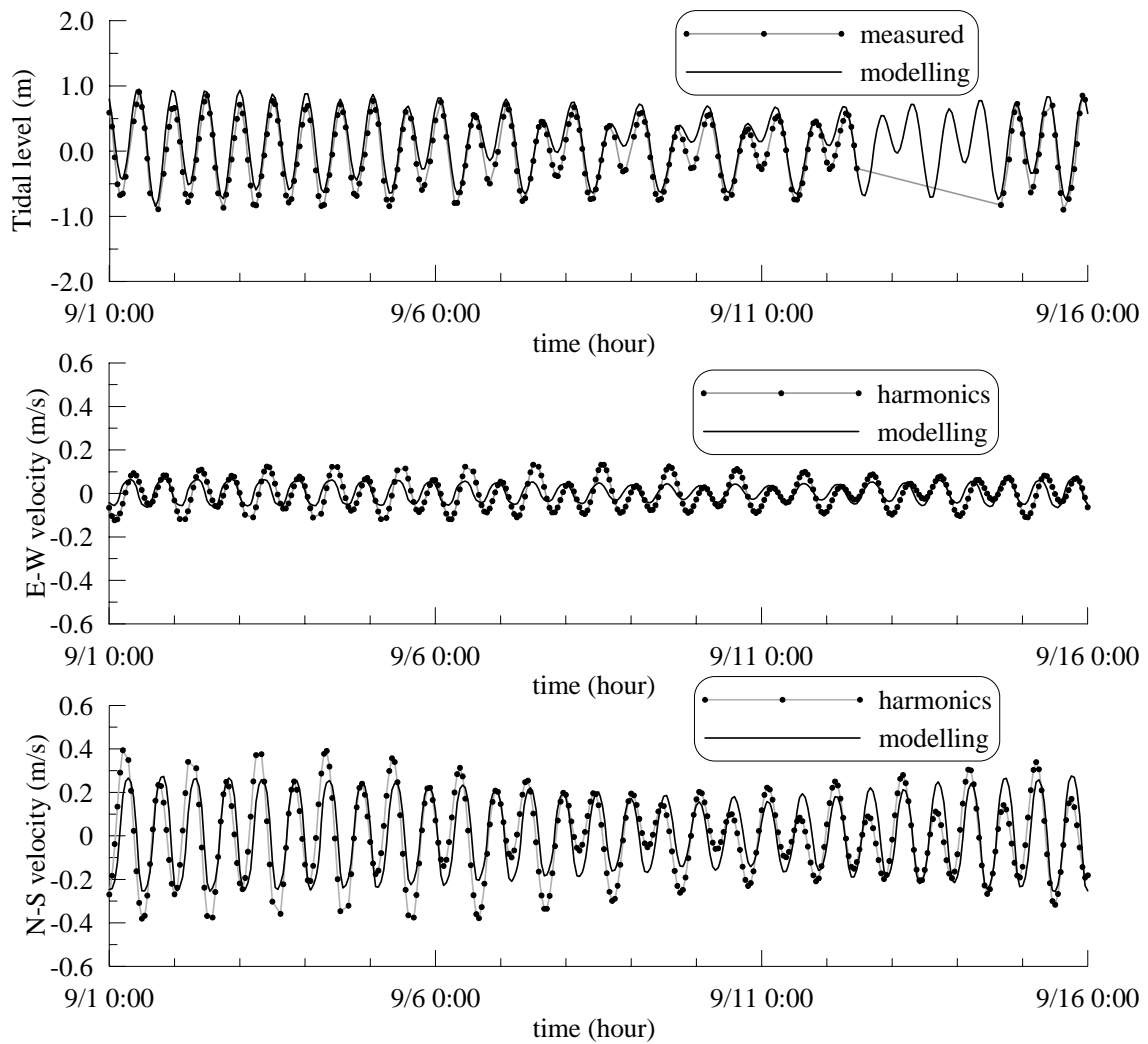 measured
modelling
Tidal level (m)
2.0
1.0
0.0
-1.0
-2.0
9/1 0:00 9/6 0:00 9/11 0:00 9/16 0:00
time (hour)
harmonics
modelling
E-W velocity (m/s)
0.6
0.4
0.2
0
-0.2
-0.4
-0.6
9/1 0:00 9/6 0:00 9/11 0:00 9/16 0:00
time (hour)
harmonics
modelling
N-S velocity (m/s)
0.6
0.4
0.2
0
-0.2
-0.4
-0.6
9/1 0:00 9/6 0:00 9/11 0:00 9/16 0:00
time (hour)